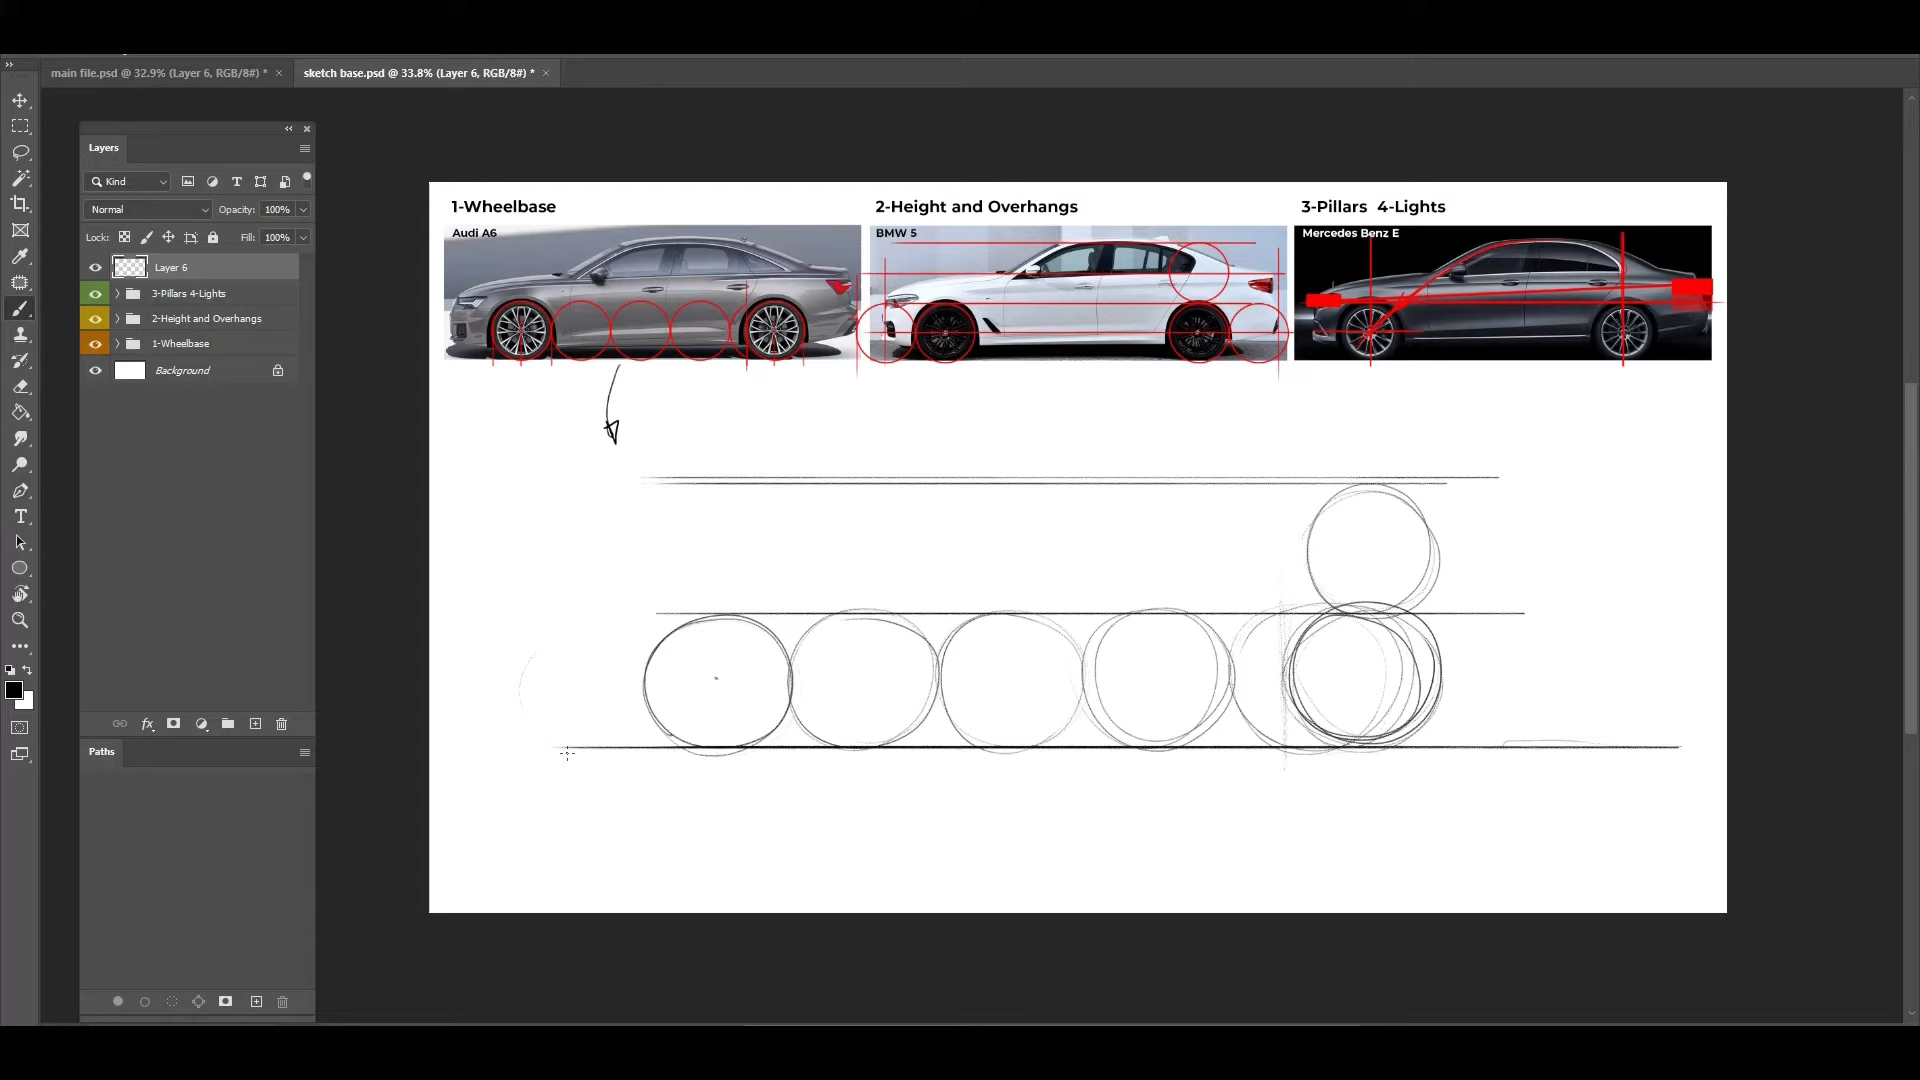 main file.psd @ 32.9% (Layer 6, RGB/8#) *
sketch base.psd @ 33.8% (Layer 6, RGB/8#) *
Layers
Kind
Normal
Opacity: 100%
Lock:
Fill: 100%
Layer 6
3-Pillars 4-Lights
2-Height and Overhangs
1-Wheelbase
Background
Paths
1-Wheelbase
Audi A6
2-Height and Overhangs
BMW 5
3-Pillars 4-Lights
Mercedes Benz E